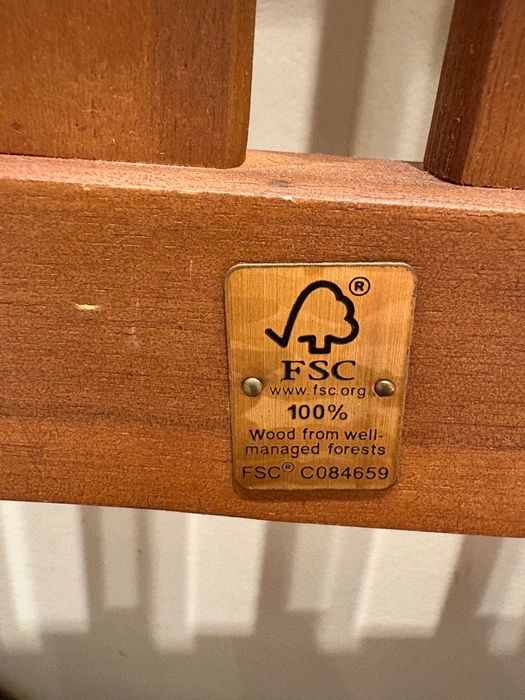 ®
FSC
www.fsc.org
100%
Wood from well-
managed forests
FSC® C084659